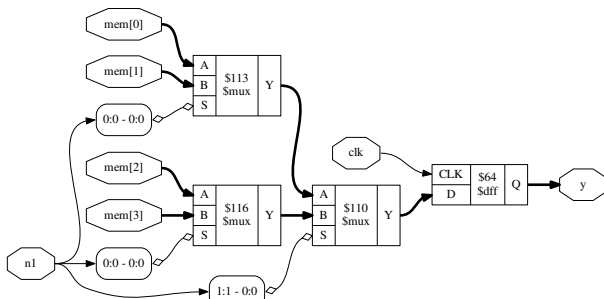 mem[0]
mem[1]
A
B
S
$113
$mux
Y
0:0 - 0:0
mem[2]
mem[3]
A
B
S
$116
$mux
Y
0:0 - 0:0
n1
1:1 - 0:0
A
B
S
$110
$mux
Y
clk
CLK
D
$64
$dff
Q
y